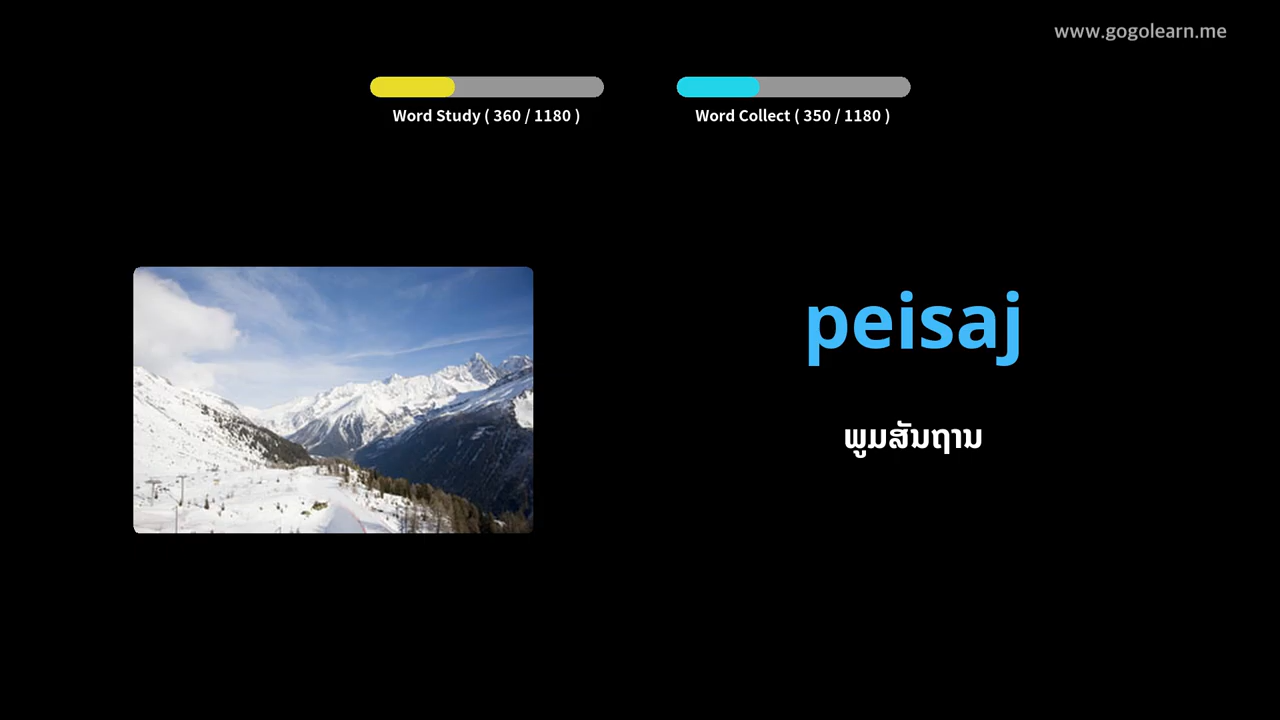 www.gogolearn.me
Word Study ( 360 / 1180 )
Word Collect ( 350 / 1180 )
peisaj
ພູມສັນຖານ